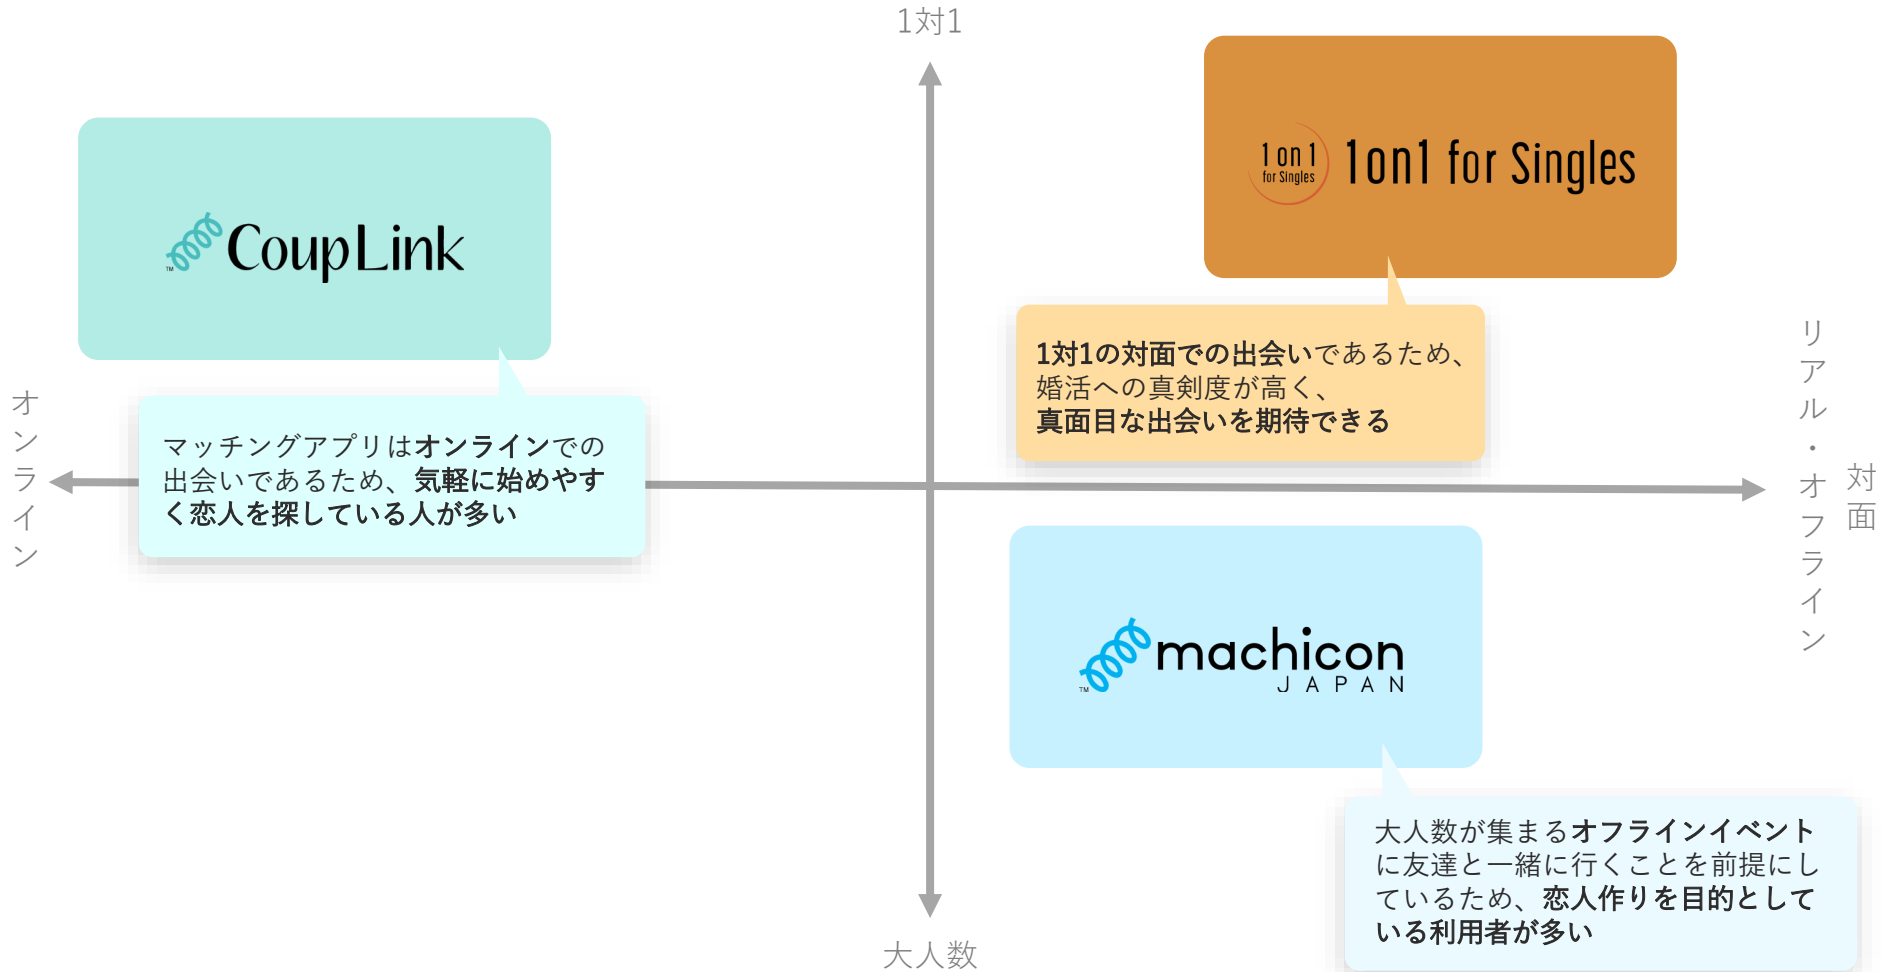 1対1
1 on 1
for Singles
1on1 for Singles
CoupLink
TM
1対1の対面での出会いであるため、
婚活への真剣度が高く、
真面目な出会いを期待できる
オンライン
マッチングアプリはオンラインでの
出会いであるため、気軽に始めやす
く恋人を探している人が多い
リアル・オフライン
対面
machicon
JAPAN
TM
大人数が集まるオフラインイベント
に友達と一緒に行くことを前提にし
ているため、恋人作りを目的として
いる利用者が多い
大人数